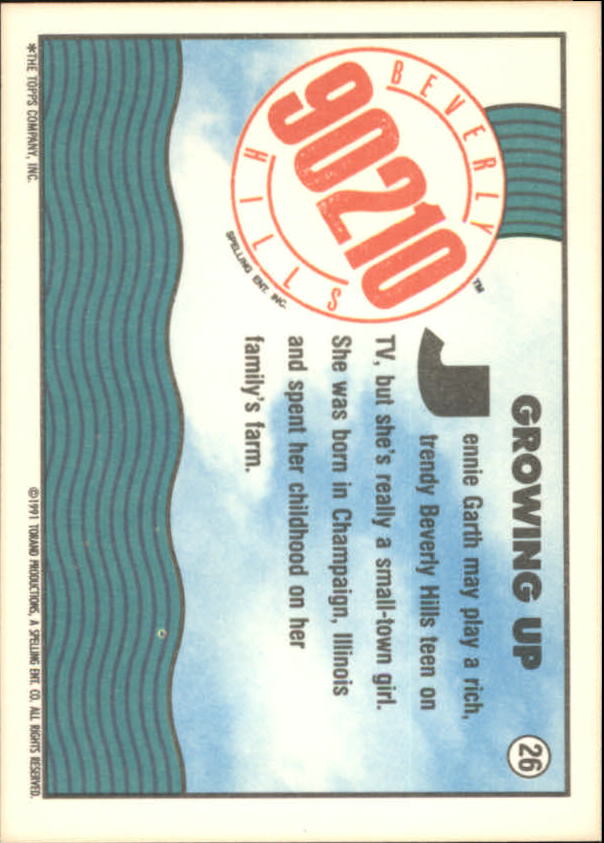 BEVERLY
90210
HILLS
™
SPELLING ENT. INC.
GROWING UP
26
Jennie Garth may play a rich,
trendy Beverly Hills teen on
TV, but she's really a small-town girl.
She was born in Champaign, Illinois
and spent her childhood on her
family's farm.
*THE TOPPS COMPANY, INC.
©1991 TORAND PRODUCTIONS, A SPELLING ENT. CO. ALL RIGHTS RESERVED.